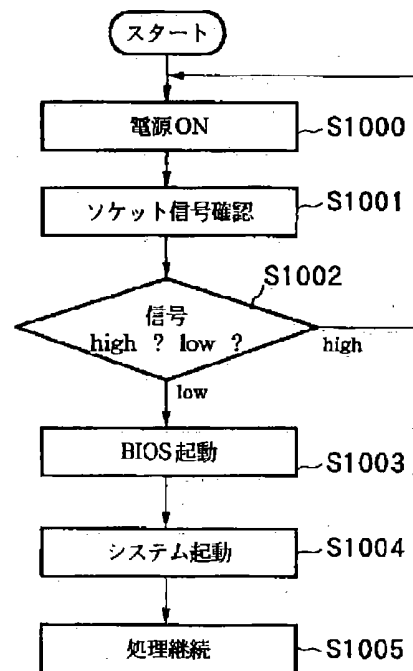 スタート
電源ON
S1000
ソケット信号確認
S1001
S1002
信号
high ? low ?
high
low
BIOS起動
S1003
システム起動
S1004
処理継続
S1005